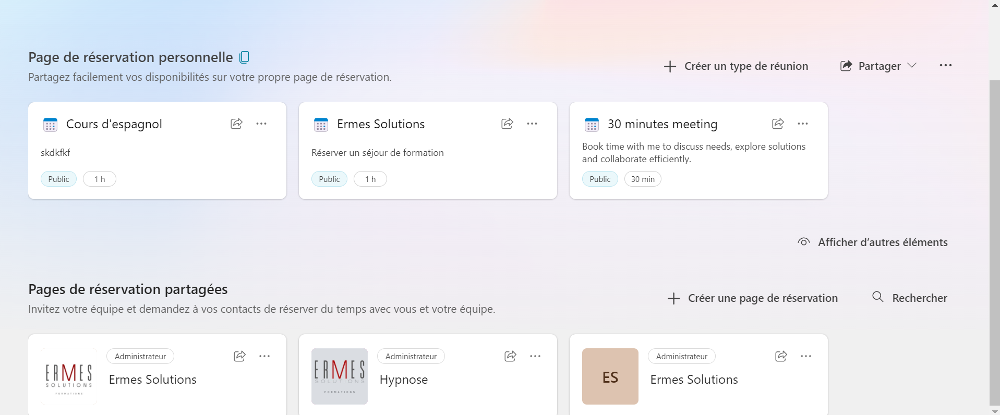 Page de réservation personnelle
Partagez facilement vos disponibilités sur votre propre page de réservation.
Créer un type de réunion
Partager
Cours d'espagnol
skdkfkf
Public
1 h
Ermes Solutions
Réserver un séjour de formation
Public
1 h
30 minutes meeting
Book time with me to discuss needs, explore solutions
and collaborate efficiently.
Public
30 min
Afficher d’autres éléments
Pages de réservation partagées
Invitez votre équipe et demandez à vos contacts de réserver du temps avec vous et votre équipe.
Créer une page de réservation
Rechercher
ERMES
SOLUTIONS
FORMATIONS
Administrateur
Ermes Solutions
ERMES
SOLUTIONS
FORMATIONS
Administrateur
Hypnose
ES
Administrateur
Ermes Solutions